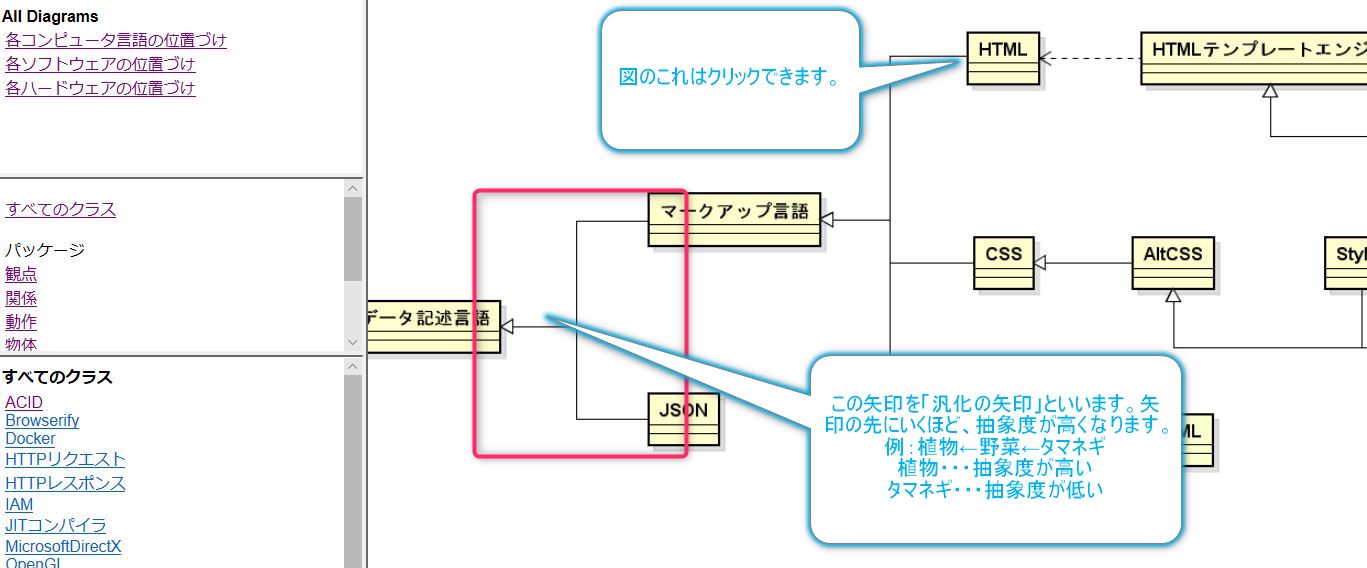 All Diagrams
各コンピュータ言語の位置づけ
各ソフトウェアの位置づけ
各ハードウェアの位置づけ
すべてのクラス
パッケージ
観点
関係
動作
物体
すべてのクラス
ACID
Browserify
Docker
HTTPリクエスト
HTTPレスポンス
IAM
JITコンパイラ
MicrosoftDirectX
OpenGL
図のこれはクリックできます。
HTML
HTMLテンプレートエンジ
マークアップ言語
CSS
AltCSS
Styl
データ記述言語
JSON
この矢印を「汎化の矢印」といいます。矢
印の先にいくほど、抽象度が高くなります。
例：植物←野菜←タマネギ
植物・・・抽象度が高い
タマネギ・・・抽象度が低い
ML